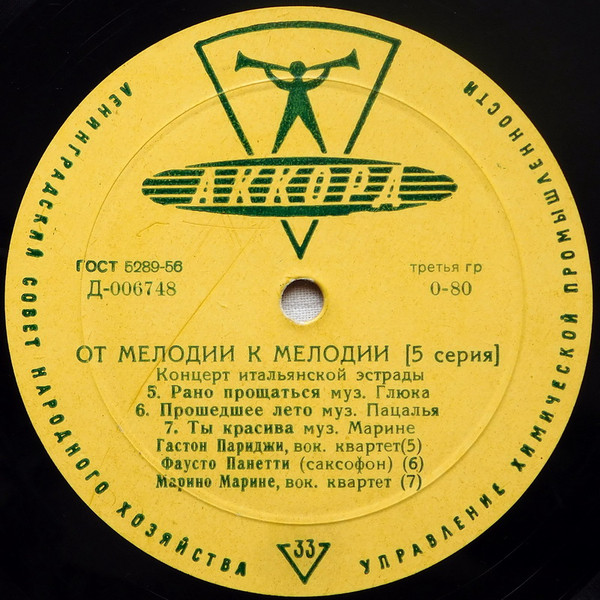 ЛЕНИНГРАДСКИЙ СОВЕТ НАРОДНОГО ХОЗЯЙСТВА
УПРАВЛЕНИЕ ХИМИЧЕСКОЙ ПРОМЫШЛЕННОСТИ
АККОРД
ГОСТ 5289-56
третья гр
Д-006748
0-80
ОТ МЕЛОДИИ К МЕЛОДИИ [5 серия]
Концерт итальянской эстрады
5. Рано прощаться муз. Глюка
6. Прошедшее лето муз. Пацалья
7. Ты красива муз. Марине
Гастон Париджи, вок. квартет(5)
Фаусто Папетти (саксофон) (6)
Марино Марине, вок. квартет (7)
33